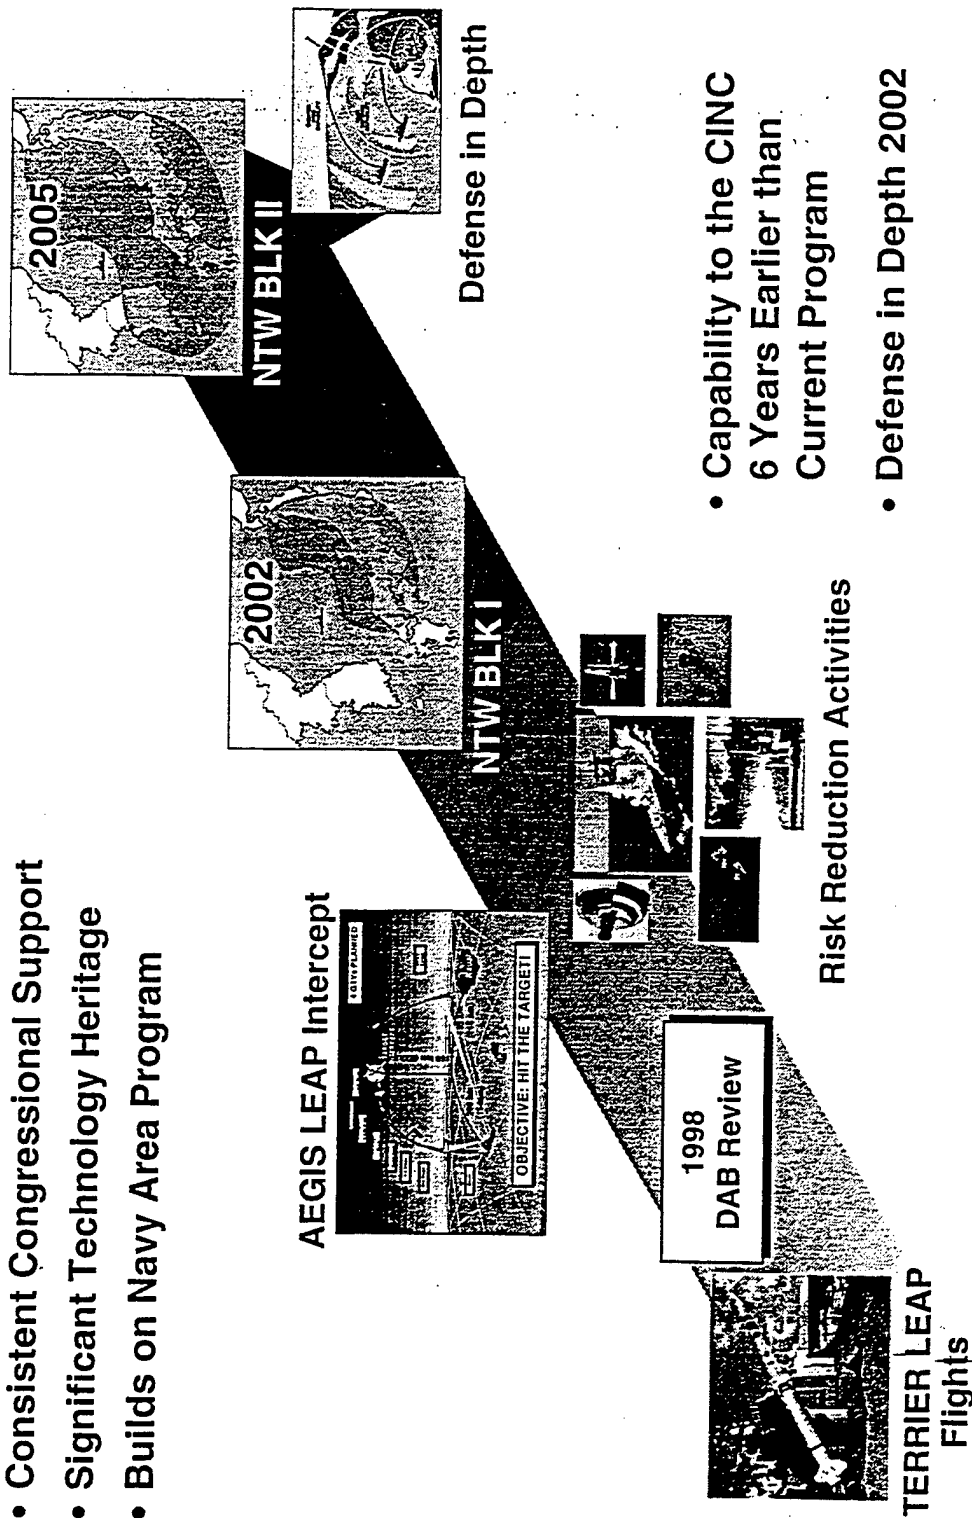 • Consistent Congressional Support
• Significant Technology Heritage
• Builds on Navy Area Program
2005
NTW BLK II
Defense in Depth
2002
NTW BLK I
AEGIS LEAP Intercept
OBJECTIVE: HIT THE TARGET!
1998
DAB Review
Risk Reduction Activities
TERRIER LEAP
Flights
• Capability to the CINC
6 Years Earlier than
Current Program
• Defense in Depth 2002